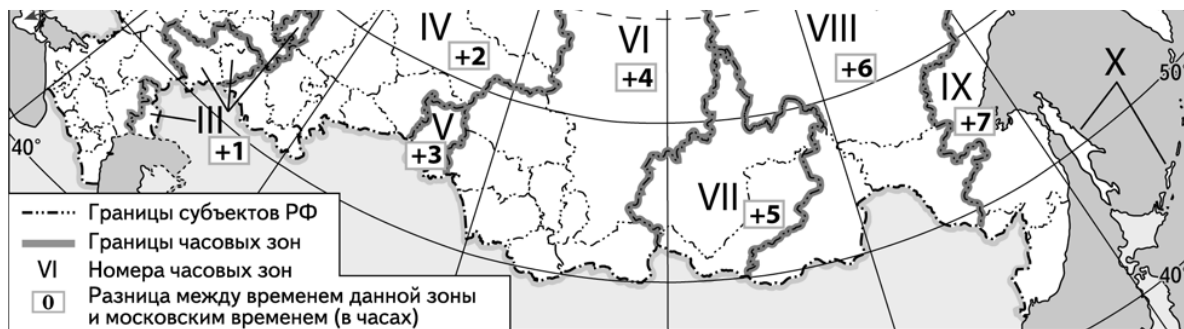 IV
+2
VI
+4
VIII
+6
X
50°
IX
+7
III
+1
V
+3
40°
VII
+5
40°
Границы субъектов РФ
Границы часовых зон
VI Номера часовых зон
0 Разница между временем данной зоны
и московским временем (в часах)